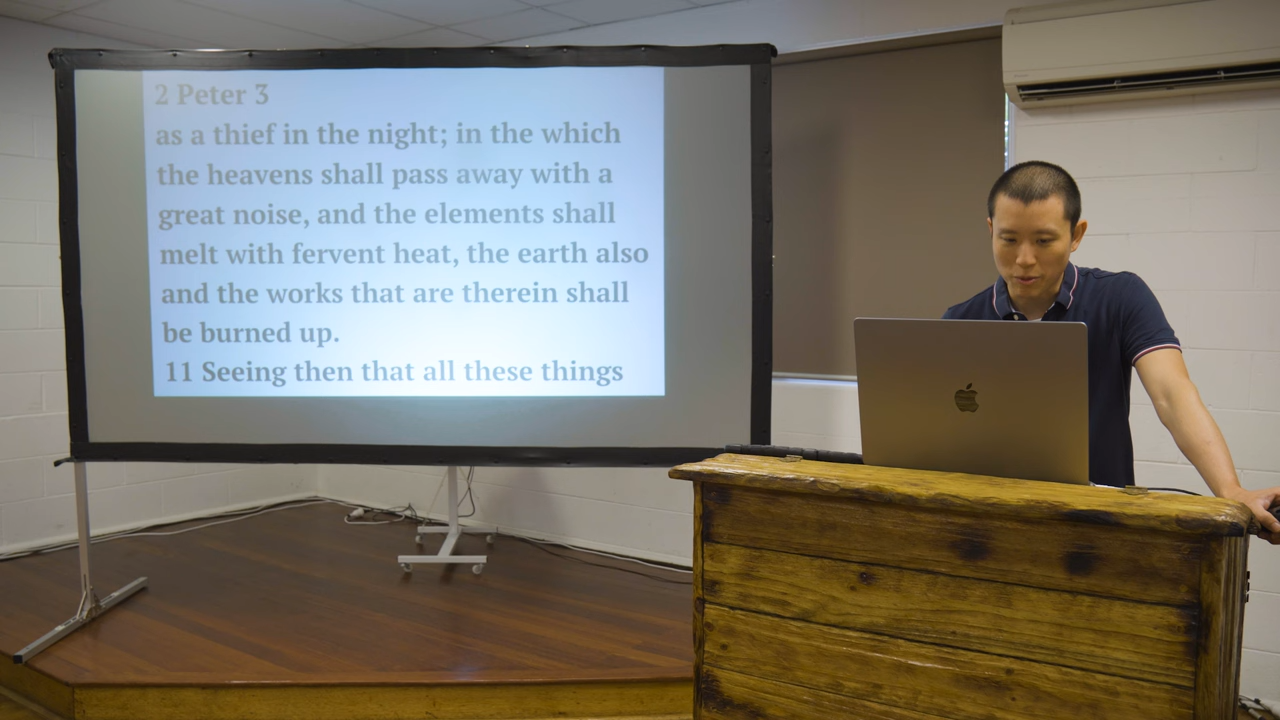 2 Peter 3
as a thief in the night; in the which
the heavens shall pass away with a
great noise, and the elements shall
melt with fervent heat, the earth also
and the works that are therein shall
be burned up.
11 Seeing then that all these things